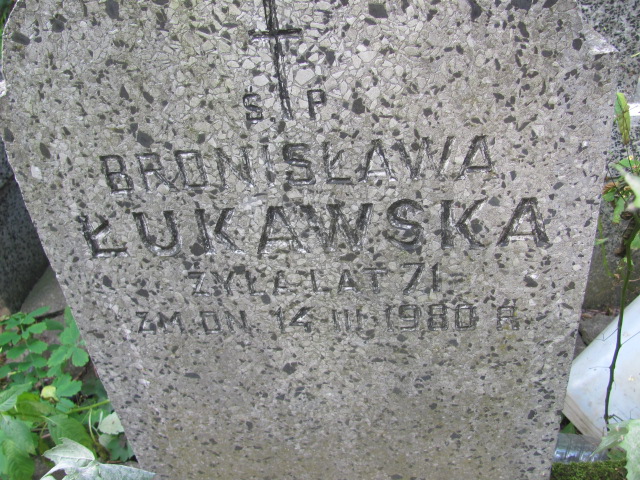 Ś P
BRONISŁAWA
ŁUKAWSKA
ŻYŁA LAT 71
ZM DN 14 III 1980 R